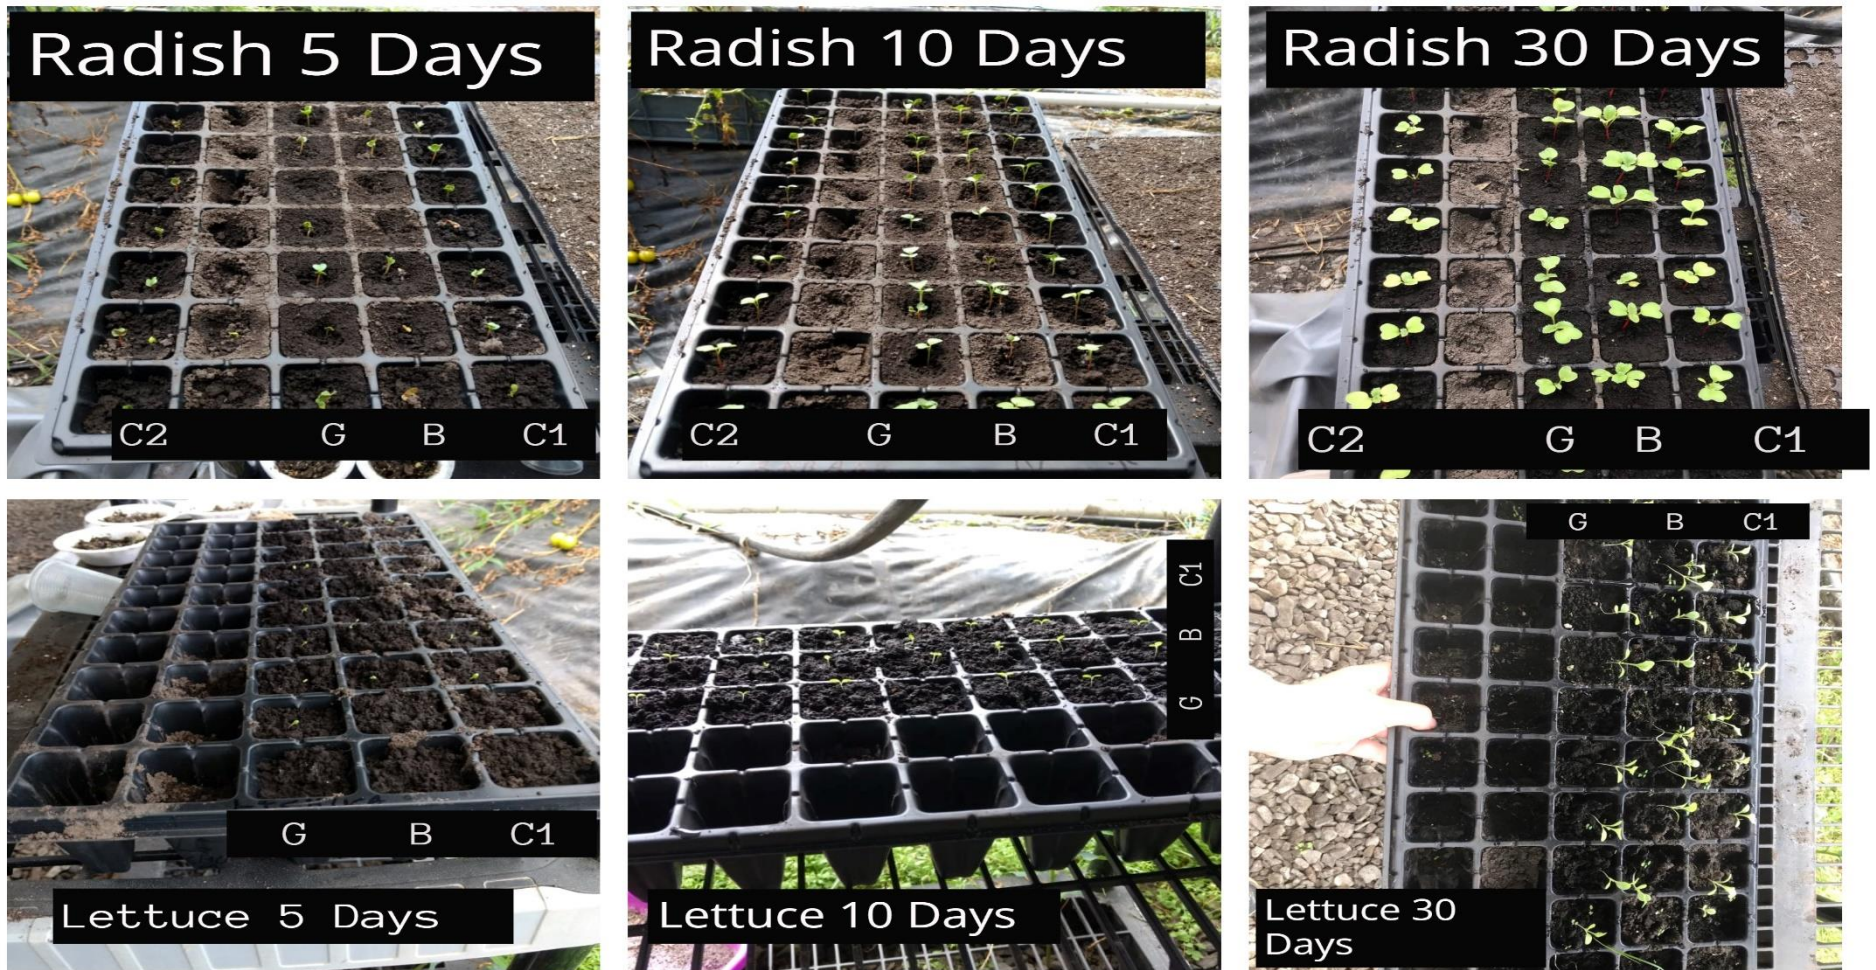 Radish 5 Days
C2 G B C1
Radish 10 Days
C2 G B C1
Radish 30 Days
C2 G B C1
G B C1
Lettuce 5 Days
C1
B
G
Lettuce 10 Days
G B C1
Lettuce 30
Days